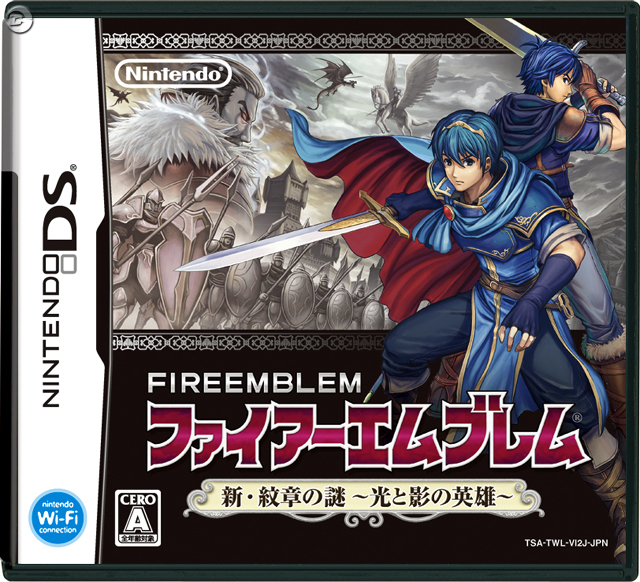 Nintendo®
NINTENDO DS®
FIREEMBLEM
ファイアーエムブレム®
新・紋章の謎 ～光と影の英雄～
nintendo
Wi-Fi
connection
CERO
A
全年齢対象
TSA-TWL-VI2J-JPN